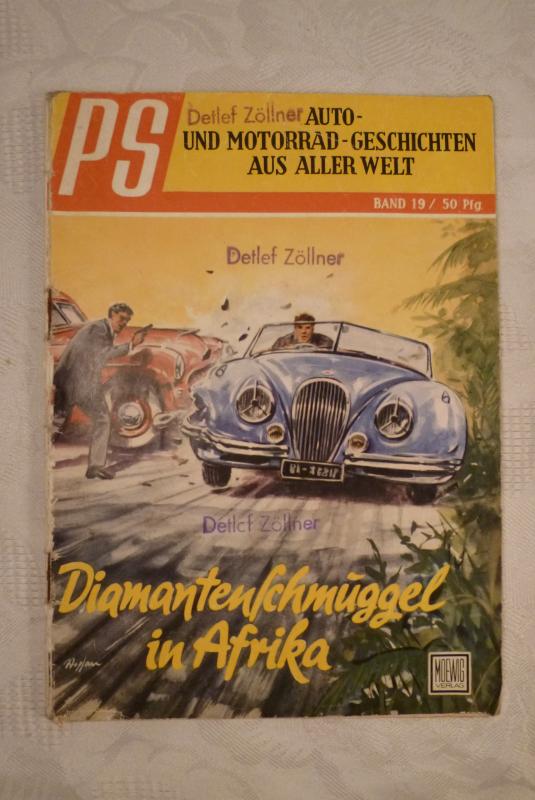 PS
Detlef Zöllner AUTO-
UND MOTORRAD-GESCHICHTEN
AUS ALLER WELT
BAND 19 / 50 Pfg.
Detlef Zöllner
Detlef Zöllner
Diamantenschmuggel
in Afrika
MOEWIG
VERLAG